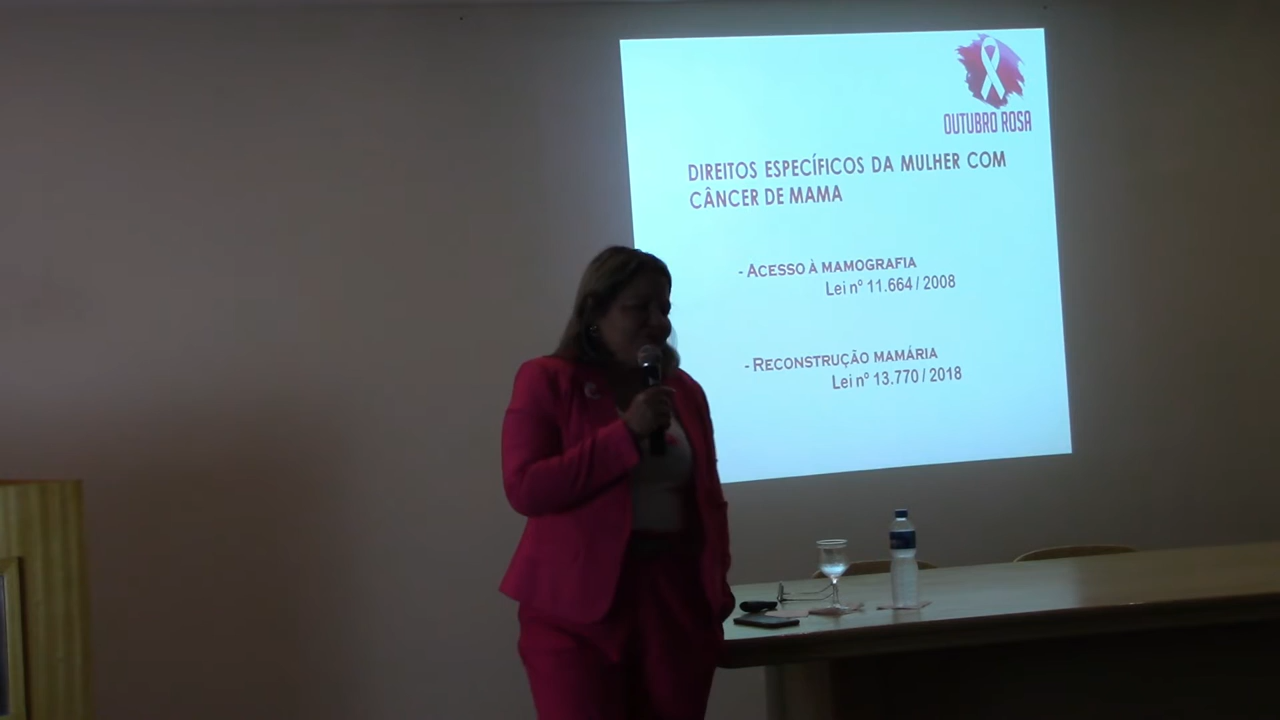 OUTUBRO ROSA
DIREITOS ESPECÍFICOS DA MULHER COM
CÂNCER DE MAMA
- ACESSO À MAMOGRAFIA
Lei nº 11.664 / 2008
- RECONSTRUÇÃO MAMÁRIA
Lei nº 13.770 / 2018